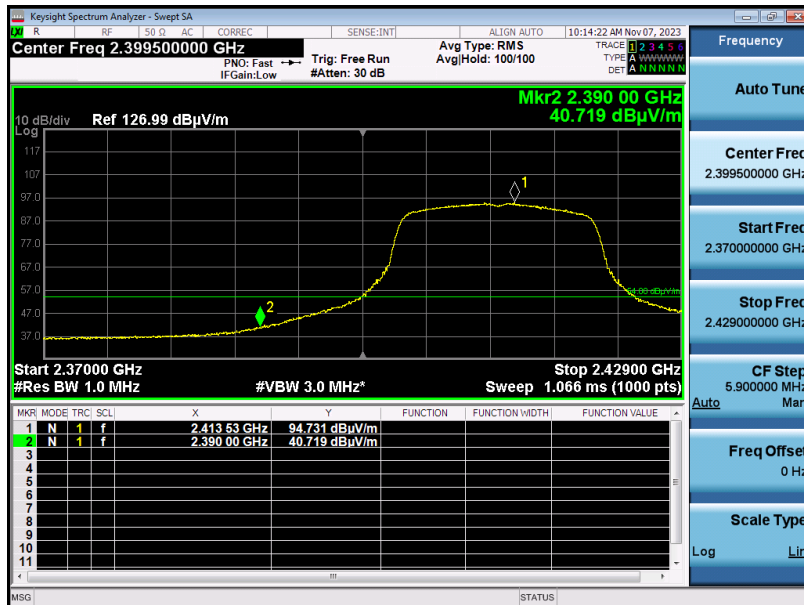 Keysight Spectrum Analyzer - Swept SA
R RF 50 Ω AC CORREC SENSE:INT ALIGN AUTO 10:14:22 AM Nov 07, 2023
Center Freq 2.399500000 GHz
PNO: Fast
IFGain:Low
Trig: Free Run
#Atten: 30 dB
Avg Type: RMS
Avg|Hold: 100/100
TRACE 1 2 3 4 5 6
TYPE A WWWWW
DET A N N N N N
Mkr2 2.390 00 GHz
40.719 dBµV/m
10 dB/div Ref 126.99 dBµV/m
Log
117
107
97.0
87.0
77.0
67.0
57.0
47.0
37.0
1
2
Start 2.37000 GHz Stop 2.42900 GHz
#Res BW 1.0 MHz #VBW 3.0 MHz* Sweep 1.066 ms (1000 pts)
MKR MODE TRC SCL X Y FUNCTION FUNCTION WIDTH FUNCTION VALUE
1 N 1 f 2.413 53 GHz 94.731 dBµV/m
2 N 1 f 2.390 00 GHz 40.719 dBµV/m
3
4
5
6
7
8
9
10
11
MSG STATUS
Frequency
Auto Tune
Center Freq
2.399500000 GHz
Start Freq
2.370000000 GHz
Stop Freq
2.429000000 GHz
CF Step
5.900000 MHz
Auto Man
Freq Offset
0 Hz
Scale Type
Log Lin